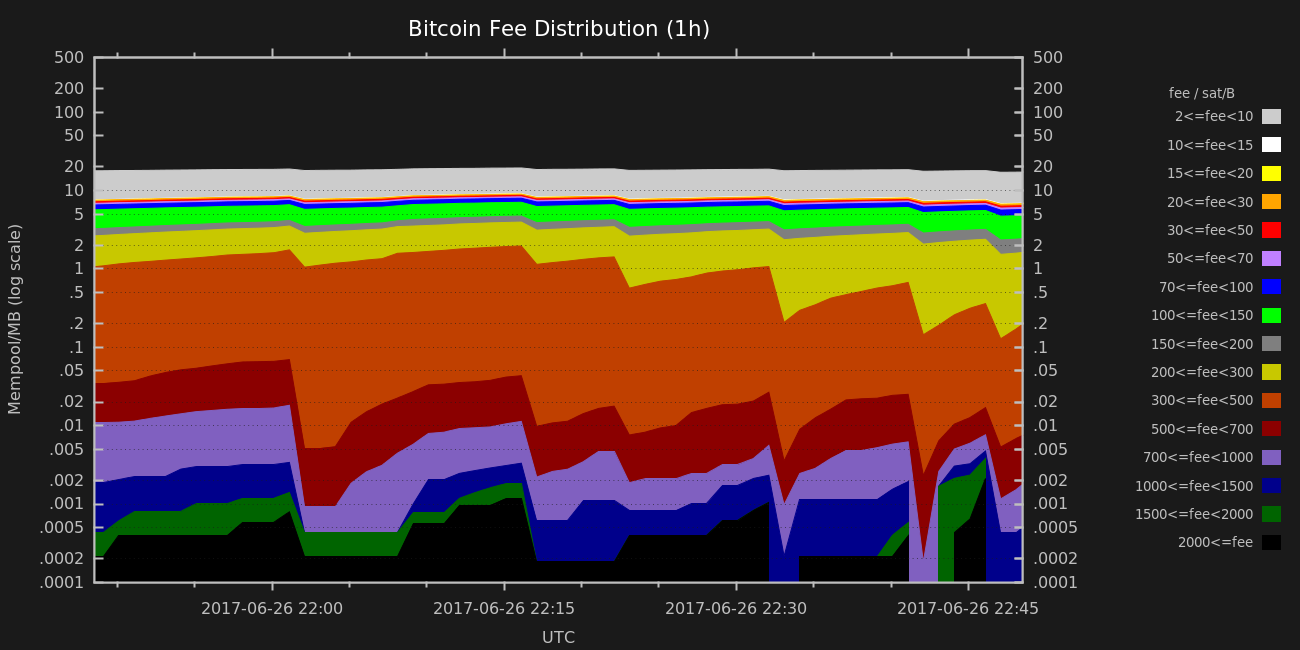 Bitcoin Fee Distribution (1h)
Mempool/MB (log scale)
500
200
100
50
20
10
5
2
1
.5
.2
.1
.05
.02
.01
.005
.002
.001
.0005
.0002
.0001
500
200
100
50
20
10
5
2
1
.5
.2
.1
.05
.02
.01
.005
.002
.001
.0005
.0002
.0001
2017-06-26 22:00
2017-06-26 22:15
2017-06-26 22:30
2017-06-26 22:45
UTC
fee / sat/B
2<=fee<10
10<=fee<15
15<=fee<20
20<=fee<30
30<=fee<50
50<=fee<70
70<=fee<100
100<=fee<150
150<=fee<200
200<=fee<300
300<=fee<500
500<=fee<700
700<=fee<1000
1000<=fee<1500
1500<=fee<2000
2000<=fee